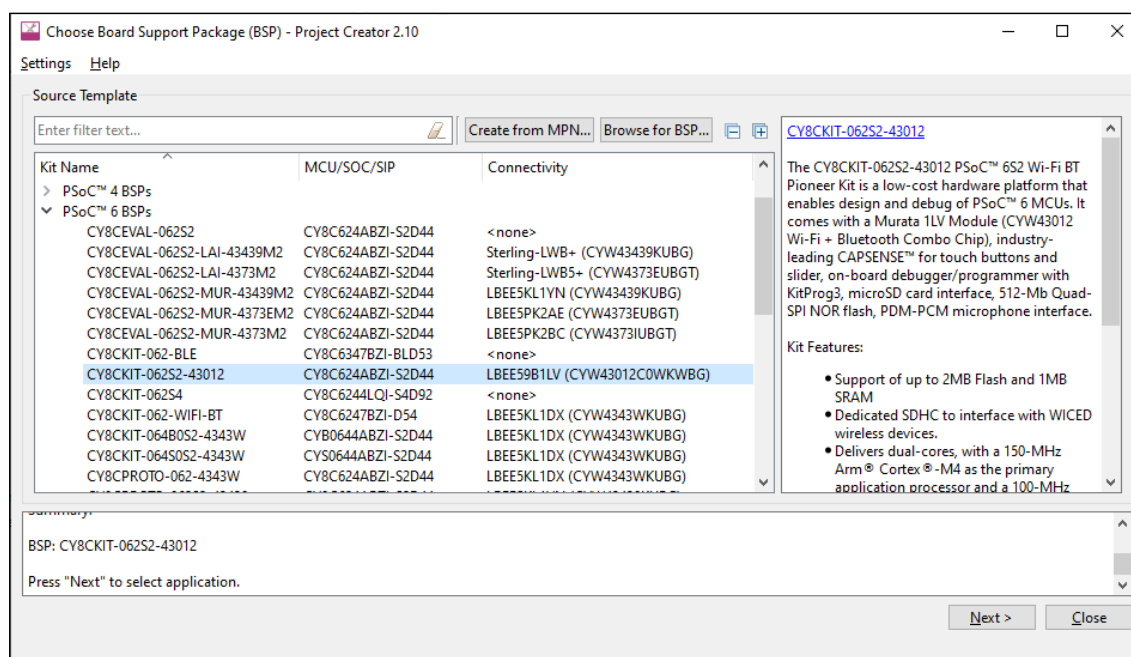 Choose Board Support Package (BSP) - Project Creator 2.10
Settings Help
Source Template
Enter filter text...
Create from MPN... Browse for BSP...
Kit Name MCU/SOC/SIP Connectivity
PSoC™ 4 BSPs
PSoC™ 6 BSPs
CY8CEVAL-062S2 CY8C624ABZI-S2D44 <none>
CY8CEVAL-062S2-LAI-43439M2 CY8C624ABZI-S2D44 Sterling-LWB+ (CYW43439KUBG)
CY8CEVAL-062S2-LAI-4373M2 CY8C624ABZI-S2D44 Sterling-LWB5+ (CYW4373EUBGT)
CY8CEVAL-062S2-MUR-43439M2 CY8C624ABZI-S2D44 LBEE5KL1YN (CYW43439KUBG)
CY8CEVAL-062S2-MUR-4373EM2 CY8C624ABZI-S2D44 LBEE5PK2AE (CYW4373EUBGT)
CY8CEVAL-062S2-MUR-4373M2 CY8C624ABZI-S2D44 LBEE5PK2BC (CYW4373IUBGT)
CY8CKIT-062-BLE CY8C6347BZI-BLD53 <none>
CY8CKIT-062S2-43012 CY8C624ABZI-S2D44 LBEE59B1LV (CYW43012C0WKWBG)
CY8CKIT-062S4 CY8C6244LQI-S4D92 <none>
CY8CKIT-062-WIFI-BT CY8C6247BZI-D54 LBEE5KL1DX (CYW4343WKUBG)
CY8CKIT-064B0S2-4343W CYB0644ABZI-S2D44 LBEE5KL1DX (CYW4343WKUBG)
CY8CKIT-064S0S2-4343W CYS0644ABZI-S2D44 LBEE5KL1DX (CYW4343WKUBG)
CY8CPROTO-062-4343W CY8C624ABZI-S2D44 LBEE5KL1DX (CYW4343WKUBG)
CY8CKIT-062S2-43012
The CY8CKIT-062S2-43012 PSoC™ 6S2 Wi-Fi BT
Pioneer Kit is a low-cost hardware platform that
enables design and debug of PSoC™ 6 MCUs. It
comes with a Murata 1LV Module (CYW43012
Wi-Fi + Bluetooth Combo Chip), industry-
leading CAPSENSE™ for touch buttons and
slider, on-board debugger/programmer with
KitProg3, microSD card interface, 512-Mb Quad-
SPI NOR flash, PDM-PCM microphone interface.
Kit Features:
• Support of up to 2MB Flash and 1MB
SRAM
• Dedicated SDHC to interface with WICED
wireless devices.
• Delivers dual-cores, with a 150-MHz
Arm® Cortex®-M4 as the primary
application processor and a 100-MHz
Summary:
BSP: CY8CKIT-062S2-43012
Press "Next" to select application.
Next > Close